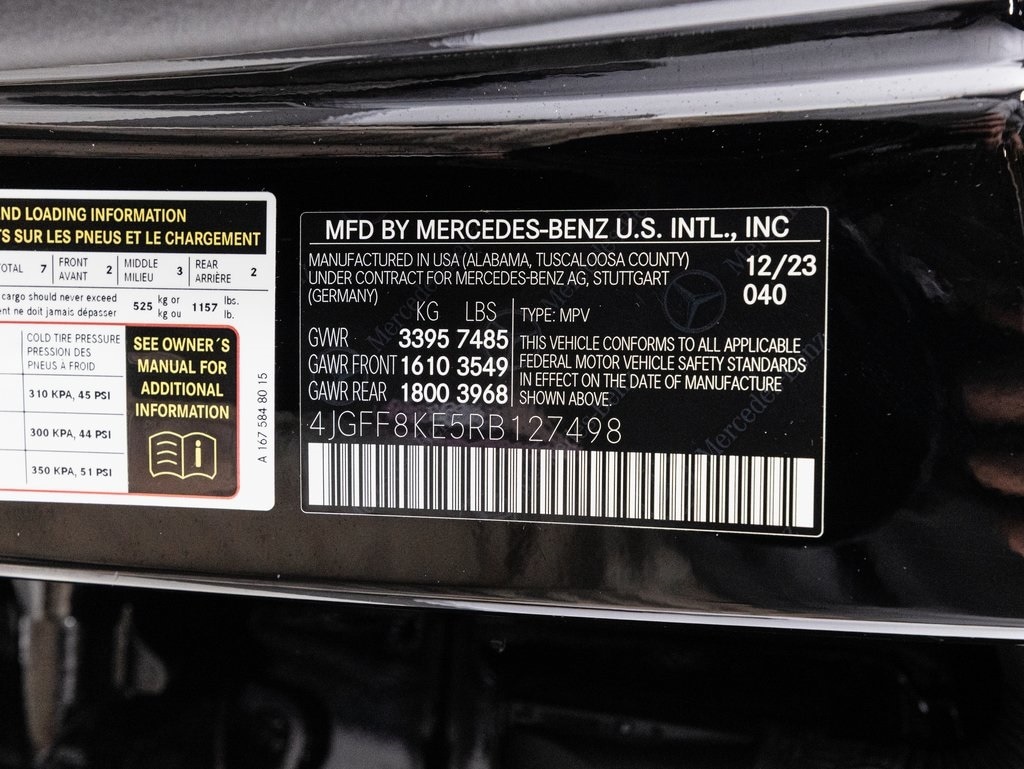 ND LOADING INFORMATION
S SUR LES PNEUS ET LE CHARGEMENT
OTAL 7
FRONT 2
AVANT
MIDDLE 3
MILIEU
REAR 2
ARRIÈRE
cargo should never exceed
ent ne doit jamais dépasser
525 kg or
kg ou
1157 lbs.
lb.
COLD TIRE PRESSURE
PRESSION DES
PNEUS A FROID
310 KPA, 45 PSI
300 KPA, 44 PSI
350 KPA, 51 PSI
SEE OWNER´S
MANUAL FOR
ADDITIONAL
INFORMATION
A 167 584 80 15
MFD BY MERCEDES-BENZ U.S. INTL., INC
MANUFACTURED IN USA (ALABAMA, TUSCALOOSA COUNTY)
UNDER CONTRACT FOR MERCEDES-BENZ AG, STUTTGART
(GERMANY)
12/23
040
KG LBS
GVWR 3395 7485
GAWR FRONT 1610 3549
GAWR REAR 1800 3968
TYPE: MPV
THIS VEHICLE CONFORMS TO ALL APPLICABLE
FEDERAL MOTOR VEHICLE SAFETY STANDARDS
IN EFFECT ON THE DATE OF MANUFACTURE
SHOWN ABOVE.
4JGFF8KE5RB127498